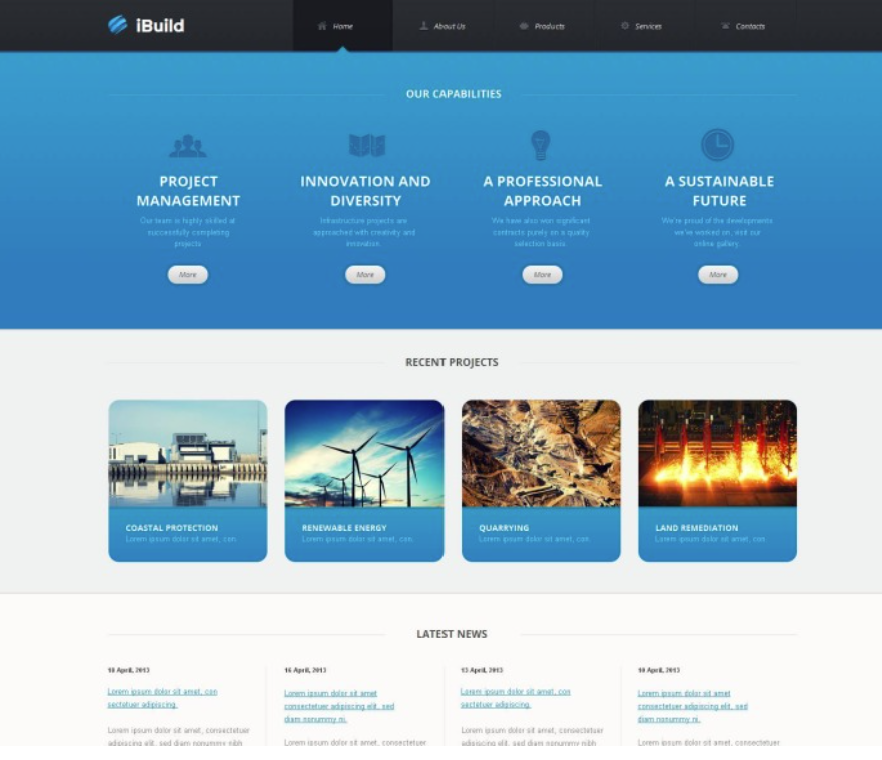 iBuild
Home
About Us
Products
Services
Contacts
OUR CAPABILITIES
PROJECT
MANAGEMENT
Our team is highly skilled at
successfully completing
projects
More
INNOVATION AND
DIVERSITY
Infrastructure projects are
approached with creativity and
innovation
More
A PROFESSIONAL
APPROACH
We have also won significant
contracts purely on a quality
selection basis
More
A SUSTAINABLE
FUTURE
We're proud of the developments
we've worked on, visit our
online gallery
More
RECENT PROJECTS
COASTAL PROTECTION
Lorem ipsum dolor sit amet, con.
RENEWABLE ENERGY
Lorem ipsum dolor sit amet, con.
QUARRYING
Lorem ipsum dolor sit amet, con.
LAND REMEDIATION
Lorem ipsum dolor sit amet, con
LATEST NEWS
April, 2013
Lorem ipsum dolor sit amet, con
sectetuer adipiscing.
Lorem ipsum dolor sit amet, consectetuer
adipiscing elit, sed diam nonummy nibh
16 April, 2013
Lorem ipsum dolor sit amet
consectetuer adipiscing elit, sed
diam nonummy ni.
Lorem ipsum dolor sit amet, consectetuer
13 April, 2013
Lorem ipsum dolor sit amet, con
sectetuer adipiscing.
Lorem ipsum dolor sit amet, consectetuer
adipiscing elit, sed diam nonummy nibh
April, 2013
Lorem ipsum dolor sit amet
consectetuer adipiscing elit, sed
diam nonummy ni.
Lorem ipsum dolor sit amet, consectetuer